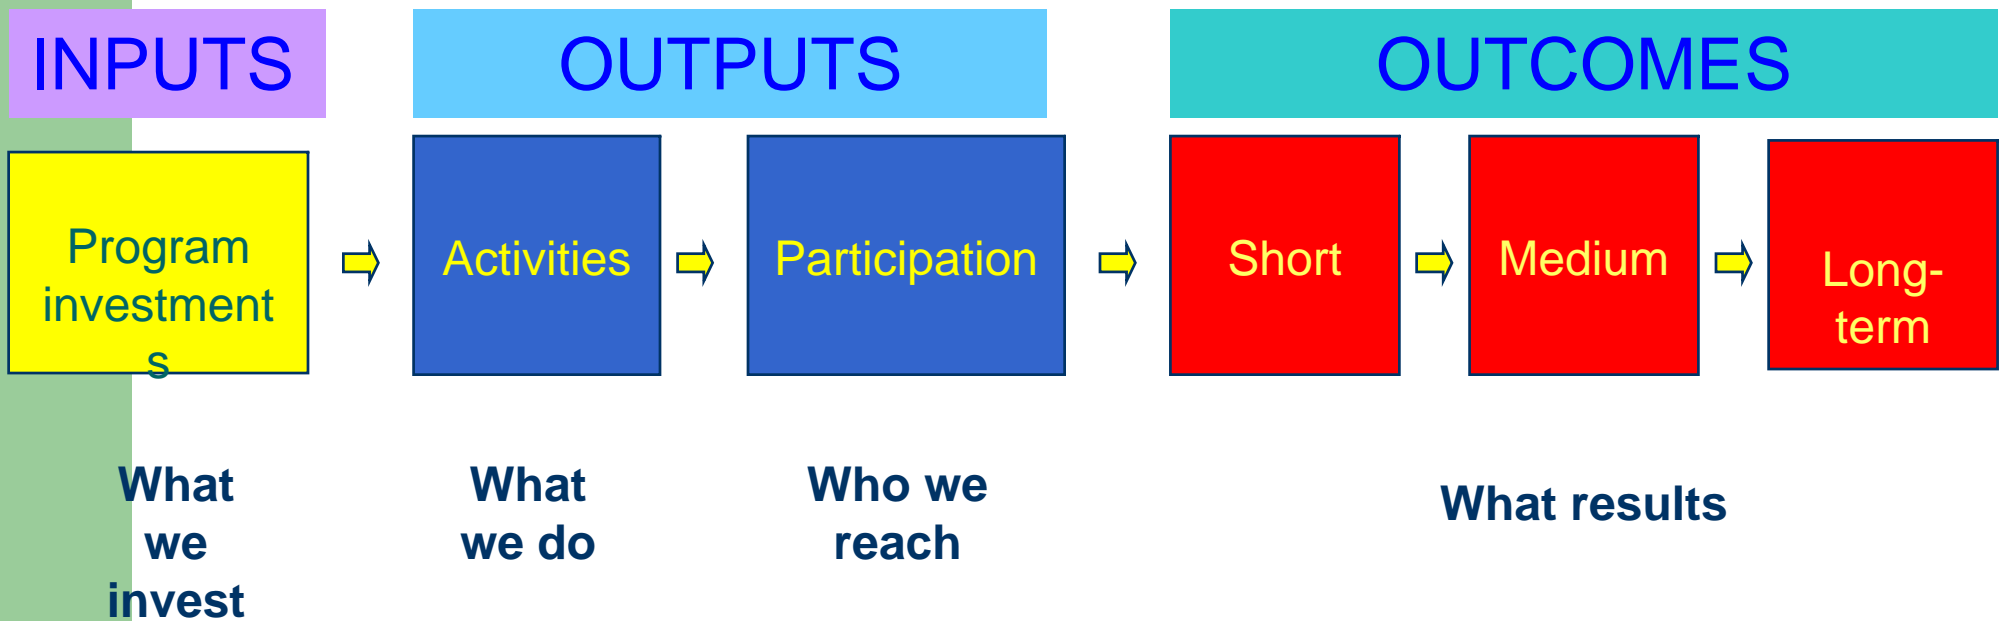 INPUTS
OUTPUTS
OUTCOMES
Program
investment
s
Activities
Participation
Short
Medium
Long-
term
What
we
invest
What
we do
Who we
reach
What results